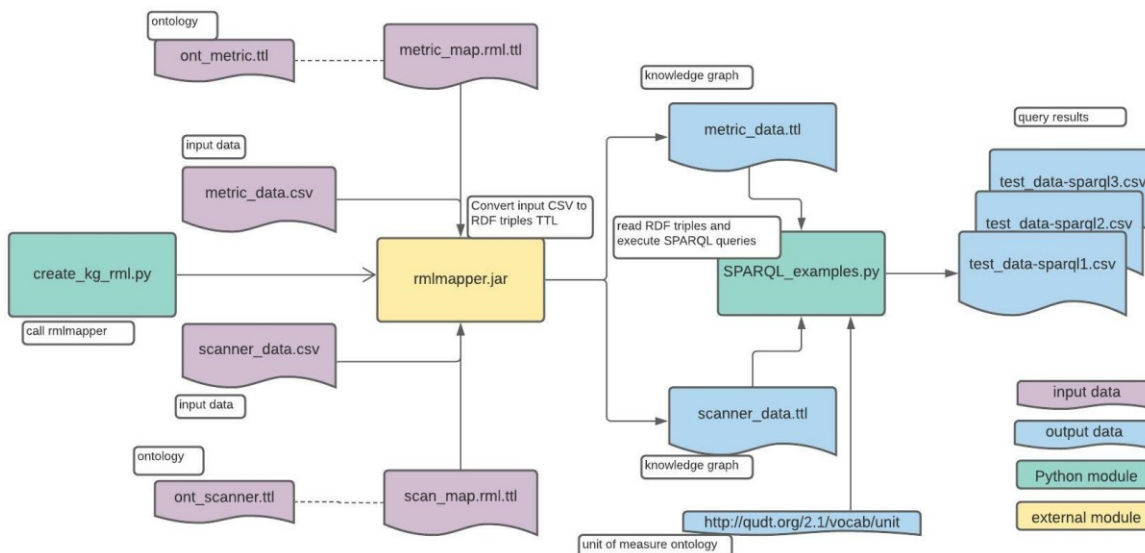 ontology
ont_metric.ttl
metric_map.rml.ttl
knowledge graph
metric_data.ttl
query results
input data
metric_data.csv
test_data-sparql3.csv
test_data-sparql2.csv
test_data-sparql1.csv
Convert input CSV to
RDF triples TTL
read RDF triples and
execute SPARQL queries
create_kg_rml.py
call rmlmapper
rmlmapper.jar
SPARQL_examples.py
scanner_data.csv
input data
scanner_data.ttl
knowledge graph
ontology
ont_scanner.ttl
scan_map.rml.ttl
http://qudt.org/2.1/vocab/unit
unit of measure ontology
input data
output data
Python module
external module